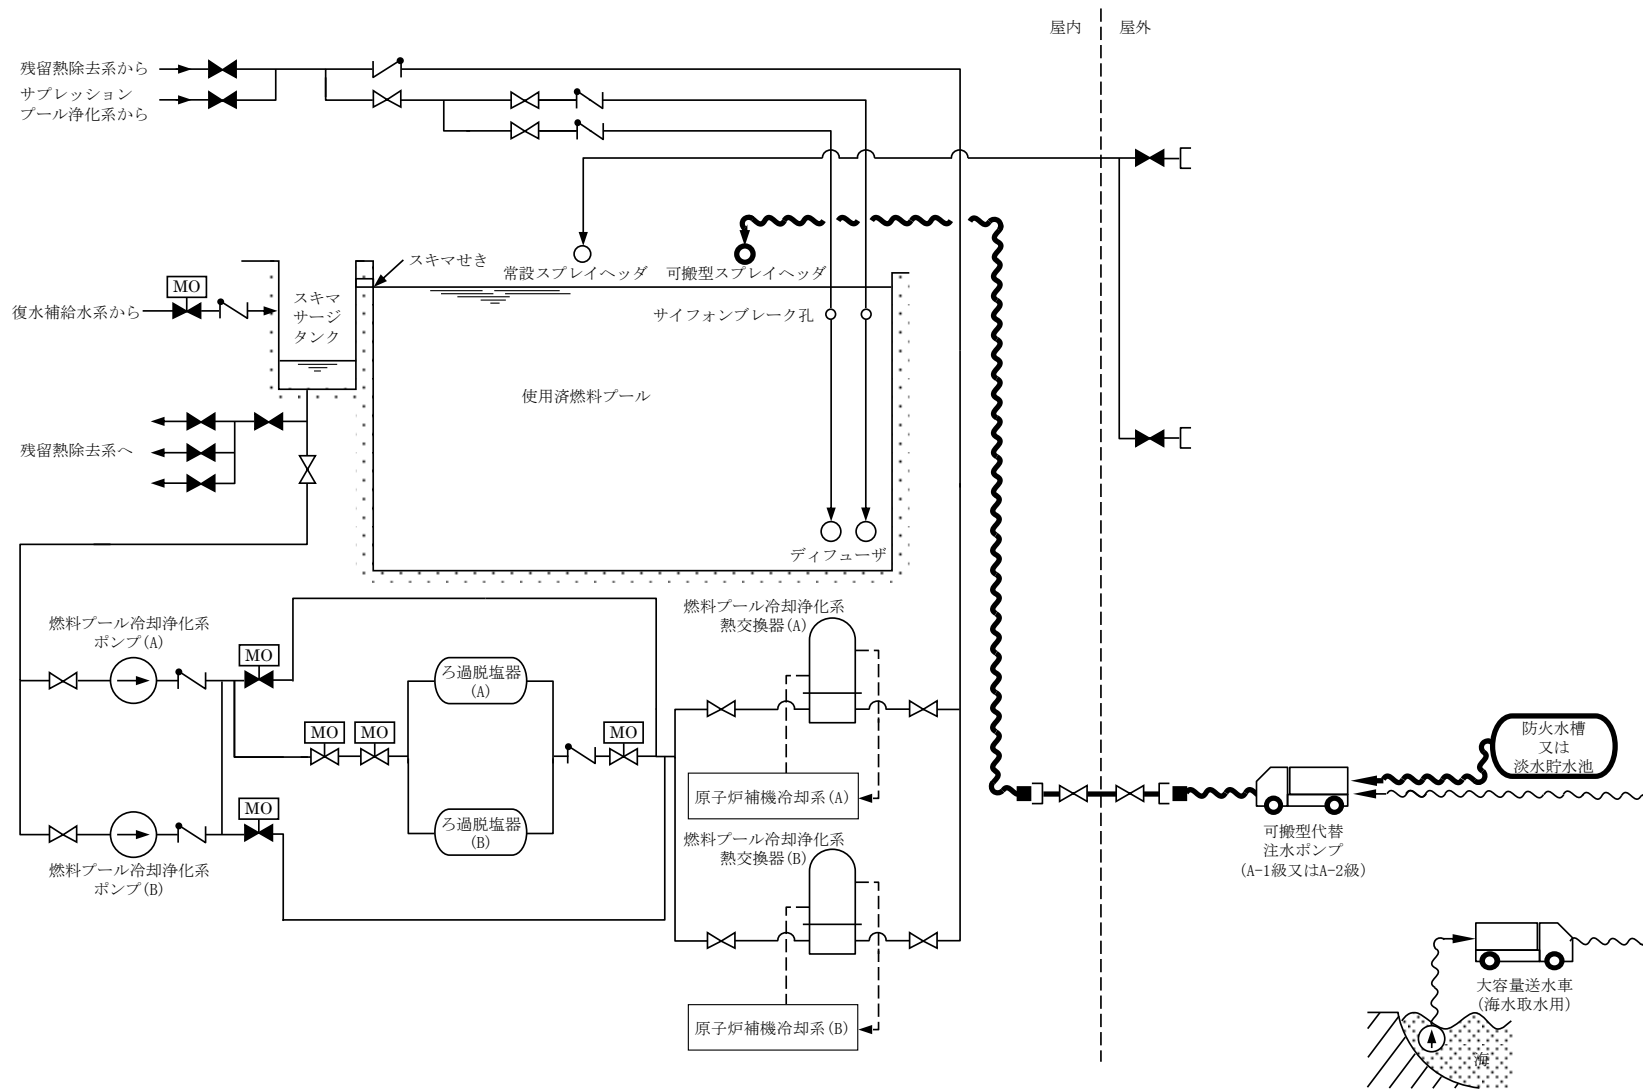 屋内
屋外
残留熱除去系から
サプレッション
プール浄化系から
スキマせき
常設スプレイヘッダ
可搬型スプレイヘッダ
MO
復水補給水系から
スキマ
サージ
タンク
サイフォンブレーク孔
使用済燃料プール
残留熱除去系へ
ディフューザ
燃料プール冷却浄化系
ポンプ(A)
MO
ろ過脱塩器
(A)
燃料プール冷却浄化系
熱交換器(A)
MO
MO
MO
防火水槽
又は
淡水貯水池
原子炉補機冷却系(A)
MO
ろ過脱塩器
(B)
燃料プール冷却浄化系
ポンプ(B)
燃料プール冷却浄化系
熱交換器(B)
可搬型代替
注水ポンプ
(A-1級又はA-2級)
大容量送水車
(海水取水用)
原子炉補機冷却系(B)
海